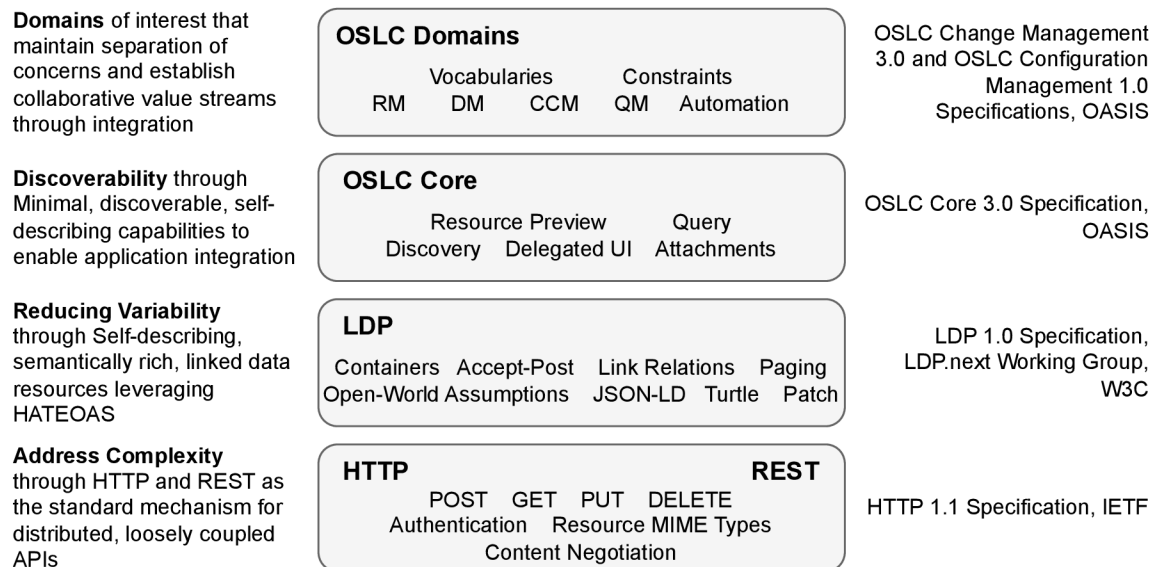 Domains of interest that
maintain separation of
concerns and establish
collaborative value streams
through integration
OSLC Domains
Vocabularies Constraints
RM DM CCM QM Automation
OSLC Change Management
3.0 and OSLC Configuration
Management 1.0
Specifications, OASIS
Discoverability through
Minimal, discoverable, self-
describing capabilities to
enable application integration
OSLC Core
Resource Preview Query
Discovery Delegated UI Attachments
OSLC Core 3.0 Specification,
OASIS
Reducing Variability
through Self-describing,
semantically rich, linked data
resources leveraging
HATEOAS
LDP
Containers Accept-Post Link Relations Paging
Open-World Assumptions JSON-LD Turtle Patch
LDP 1.0 Specification,
LDP.next Working Group,
W3C
Address Complexity
through HTTP and REST as
the standard mechanism for
distributed, loosely coupled
APIs
HTTP REST
POST GET PUT DELETE
Authentication Resource MIME Types
Content Negotiation
HTTP 1.1 Specification, IETF